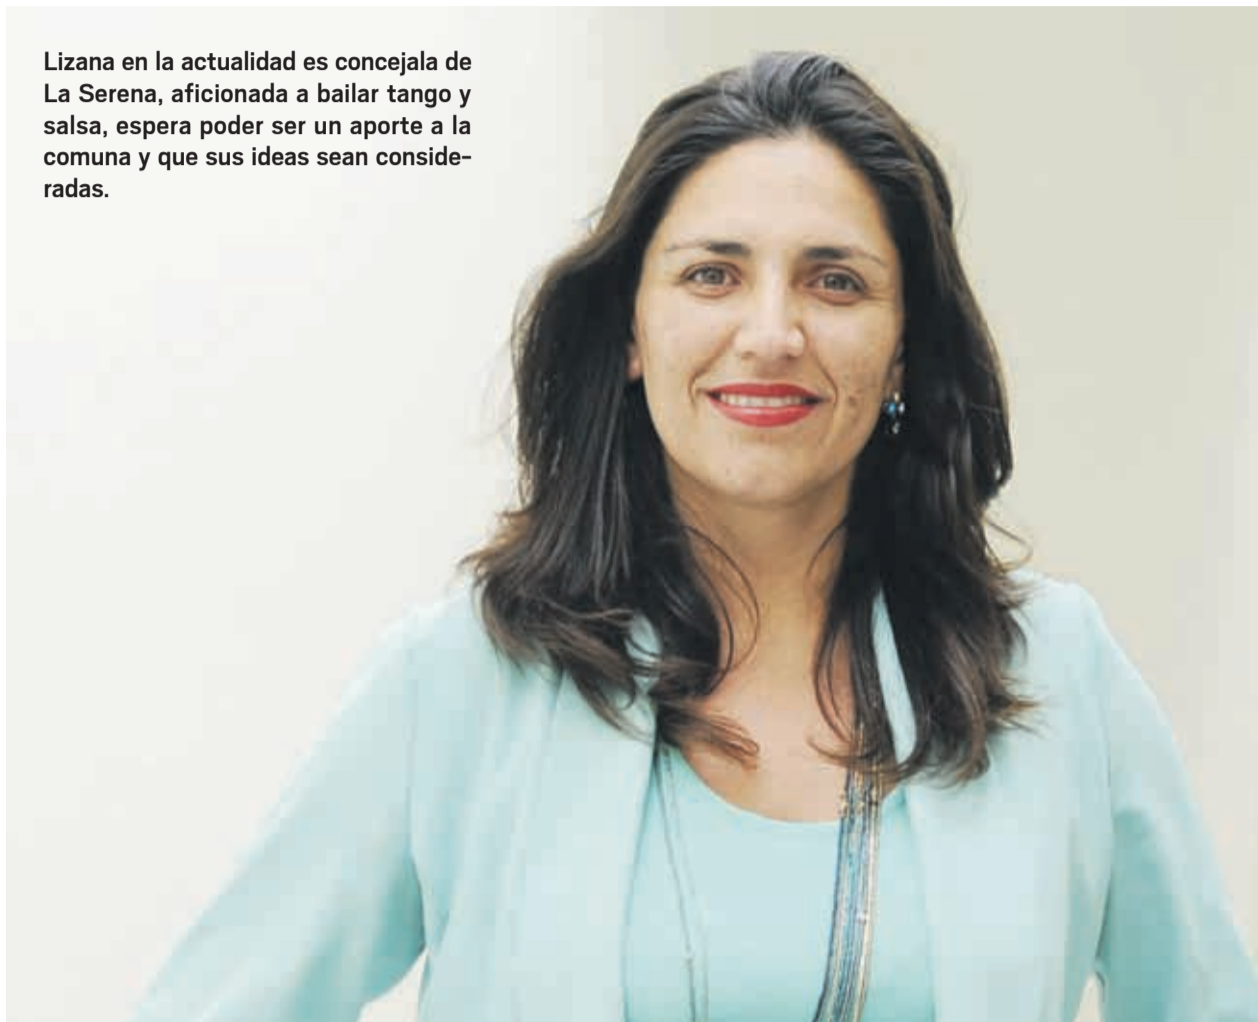 Lizana en la actualidad es concejala de
La Serena, aficionada a bailar tango y
salsa, espera poder ser un aporte a la
comuna y que sus ideas sean conside-
radas.